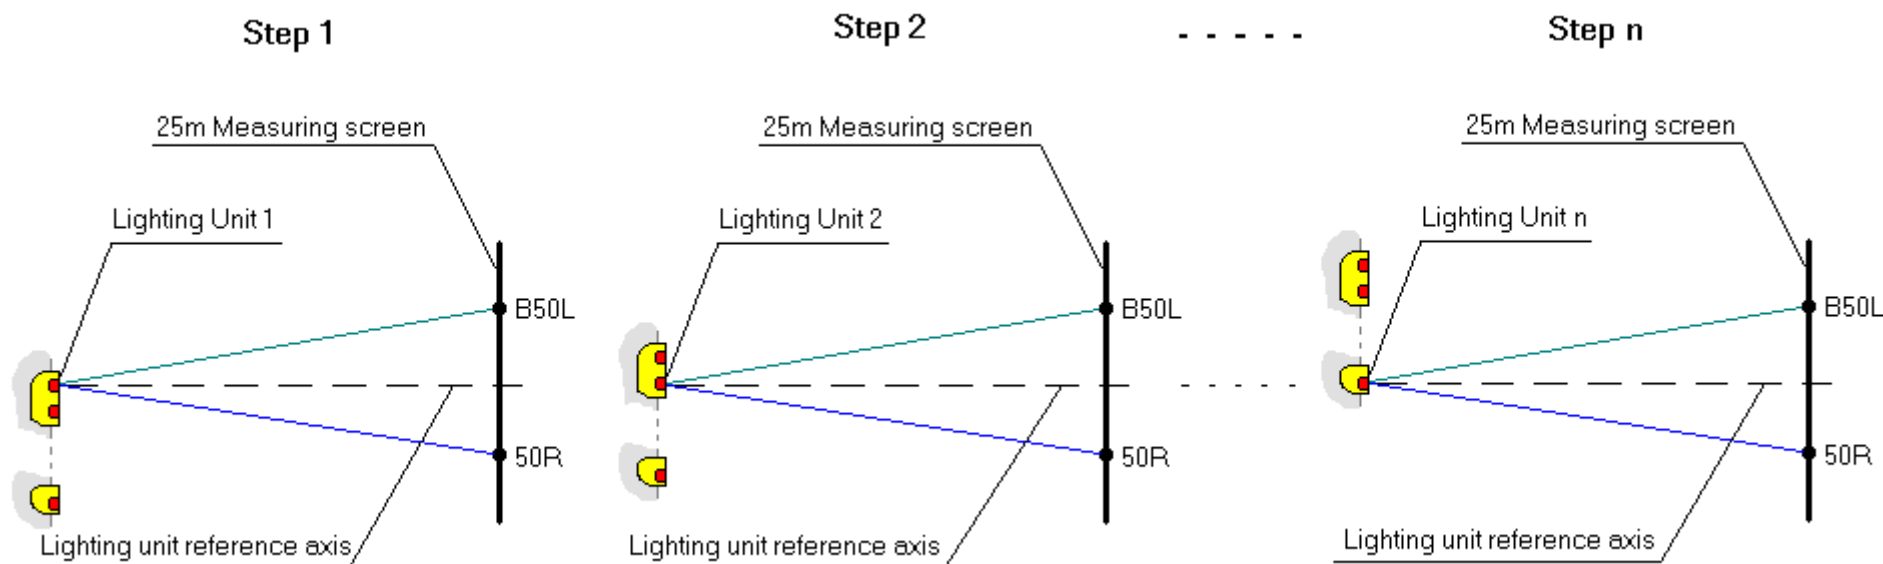 Step 1
Step 2
- - - - -
Step n
25m Measuring screen
25m Measuring screen
25m Measuring screen
Lighting Unit 1
Lighting Unit 2
Lighting Unit n
B50L
B50L
B50L
50R
50R
50R
Lighting unit reference axis
Lighting unit reference axis
Lighting unit reference axis